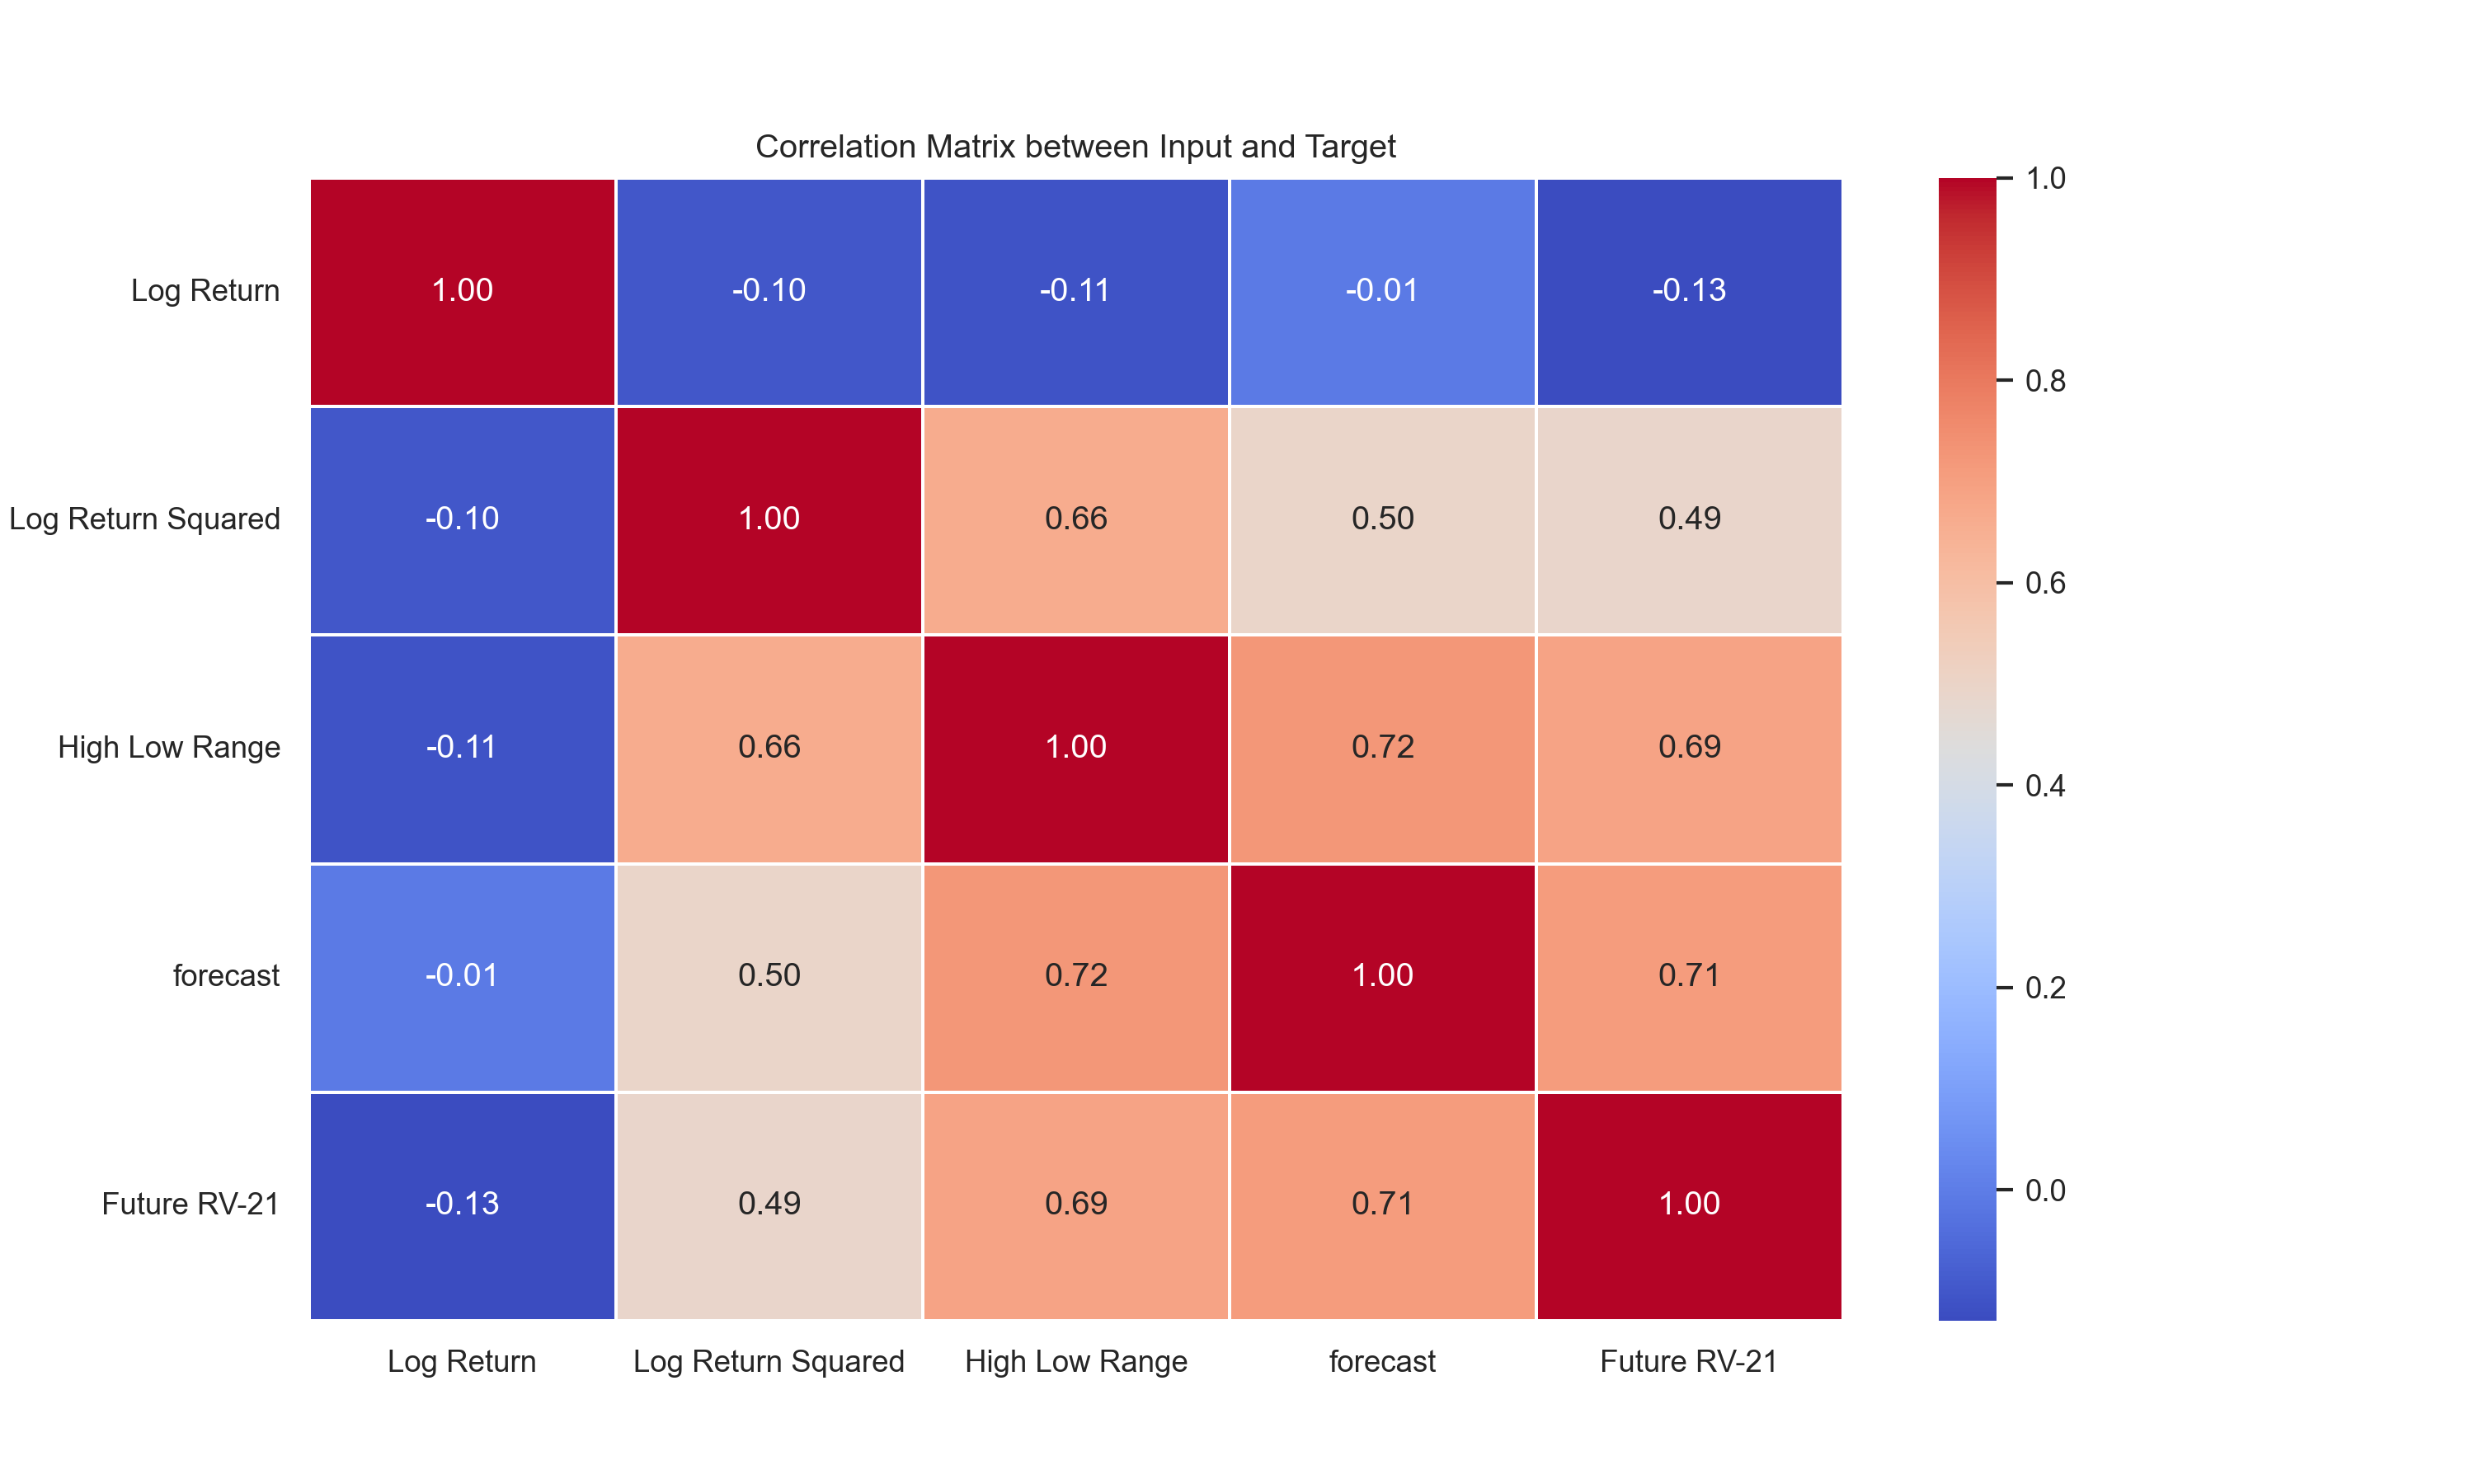 Correlation Matrix between Input and Target
Log Return 1.00 -0.10 -0.11 -0.01 -0.13
Log Return Squared -0.10 1.00 0.66 0.50 0.49
High Low Range -0.11 0.66 1.00 0.72 0.69
forecast -0.01 0.50 0.72 1.00 0.71
Future RV-21 -0.13 0.49 0.69 0.71 1.00
Log Return Log Return Squared High Low Range forecast Future RV-21
1.0
0.8
0.6
0.4
0.2
0.0